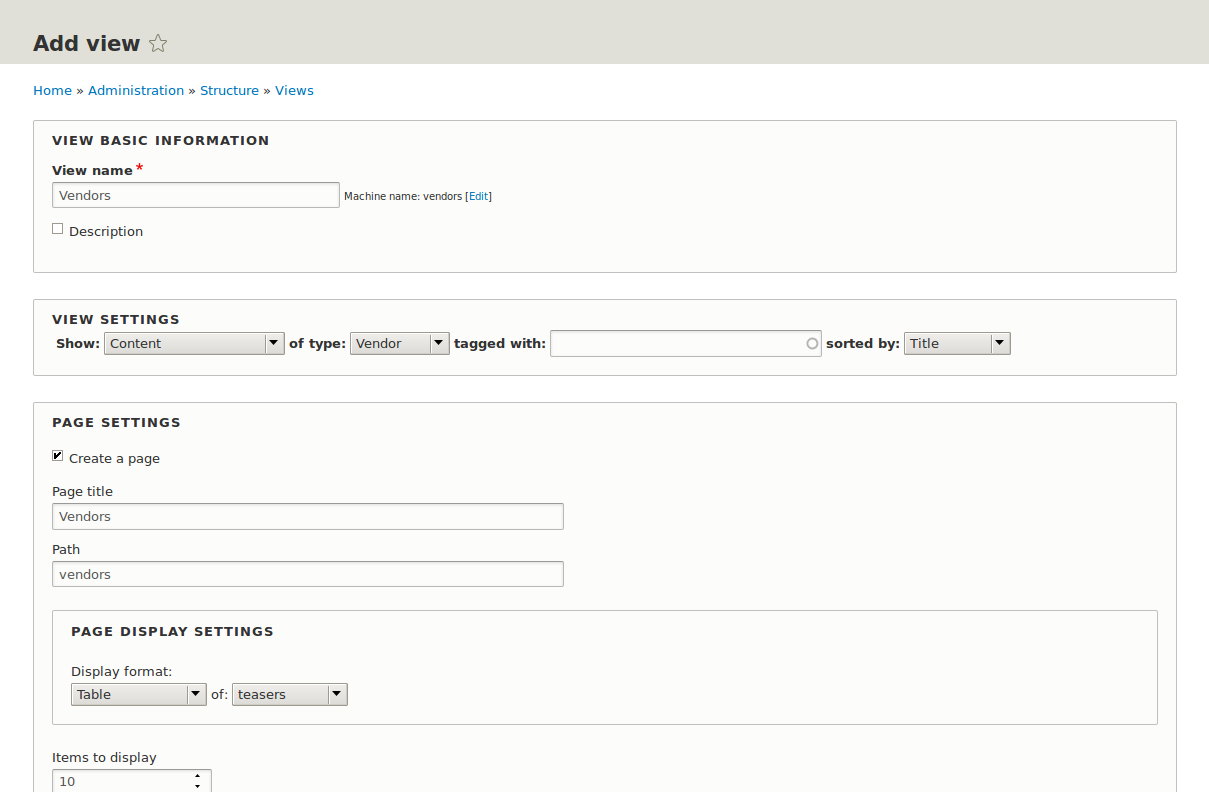 Add view
Home » Administration » Structure » Views
VIEW BASIC INFORMATION
View name *
Vendors Machine name: vendors [Edit]
Description
VIEW SETTINGS
Show: Content of type: Vendor tagged with: sorted by: Title
PAGE SETTINGS
Create a page
Page title
Vendors
Path
vendors
PAGE DISPLAY SETTINGS
Display format:
Table of: teasers
Items to display
10